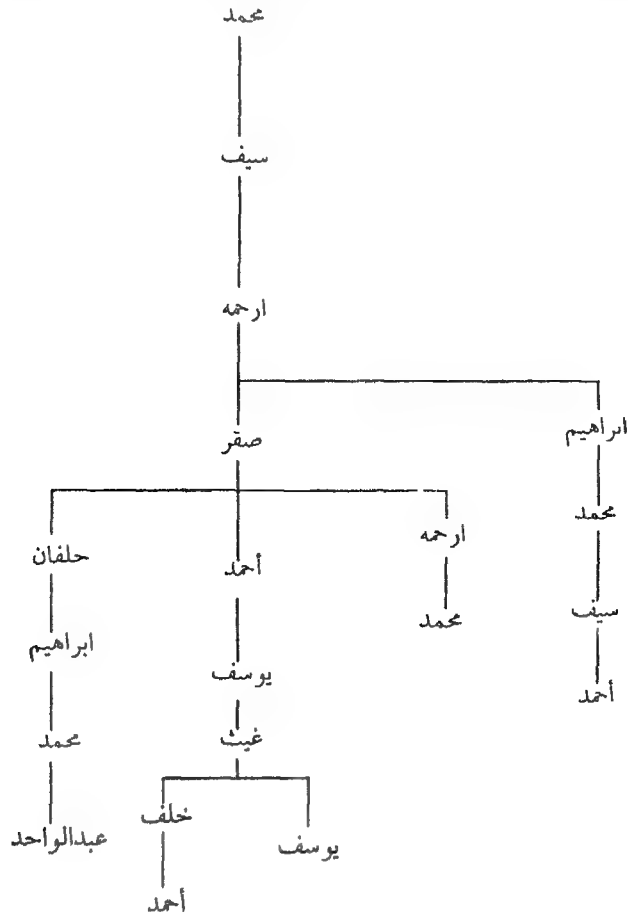 محمد
سيف
ارحمه
ابراهيم
صقر
محمد
ارحمه
أحمد
حلفان
سيف
محمد
ابراهيم
يوسف
أحمد
غيث
محمد
خلف
يوسف
عبدالواحد
أحمد